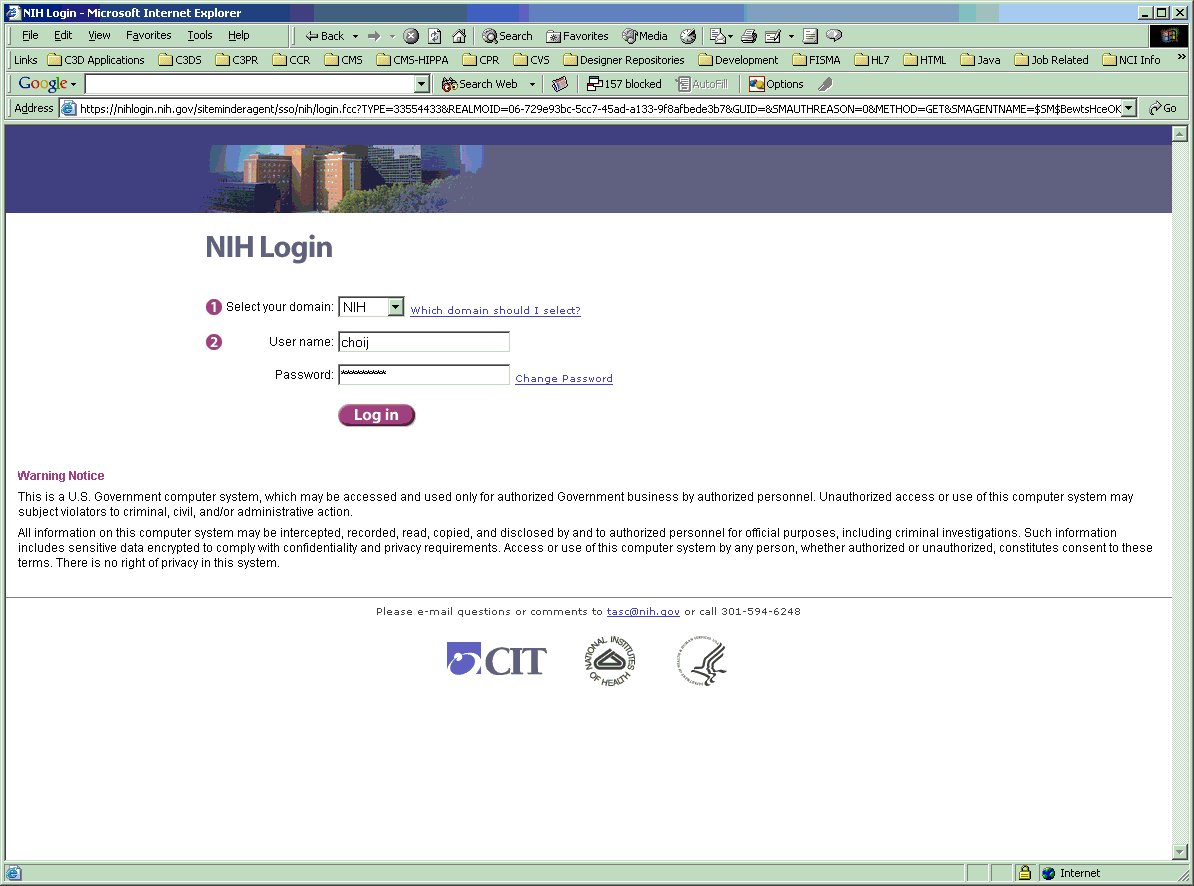 NIH Login - Microsoft Internet Explorer
File Edit View Favorites Tools Help Back Search Favorites Media
Links C3D Applications C3DS C3PR CCR CMS CMS-HIPPA CPR CVS Designer Repositories Development FISMA HL7 HTML Java Job Related NCI Info »
Google Search Web 157 blocked AutoFill Options
Address https://nihlogin.nih.gov/siteminderagent/sso/nih/login.fcc?TYPE=33554433&REALMOID=06-729e93bc-5cc7-45ad-a133-9f8afbede3b7&GUID=&SMAUTHREASON=0&METHOD=GET&SMAGENTNAME=$SM$BewtsHceOK Go
NIH Login
1 Select your domain: NIH Which domain should I select?
2 User name: choij
Password: ********* Change Password
Log in
Warning Notice
This is a U.S. Government computer system, which may be accessed and used only for authorized Government business by authorized personnel. Unauthorized access or use of this computer system may
subject violators to criminal, civil, and/or administrative action.
All information on this computer system may be intercepted, recorded, read, copied, and disclosed by and to authorized personnel for official purposes, including criminal investigations. Such information
includes sensitive data encrypted to comply with confidentiality and privacy requirements. Access or use of this computer system by any person, whether authorized or unauthorized, constitutes consent to these
terms. There is no right of privacy in this system.
Please e-mail questions or comments to tasc@nih.gov or call 301-594-6248
CIT NATIONAL INSTITUTES OF HEALTH
Internet